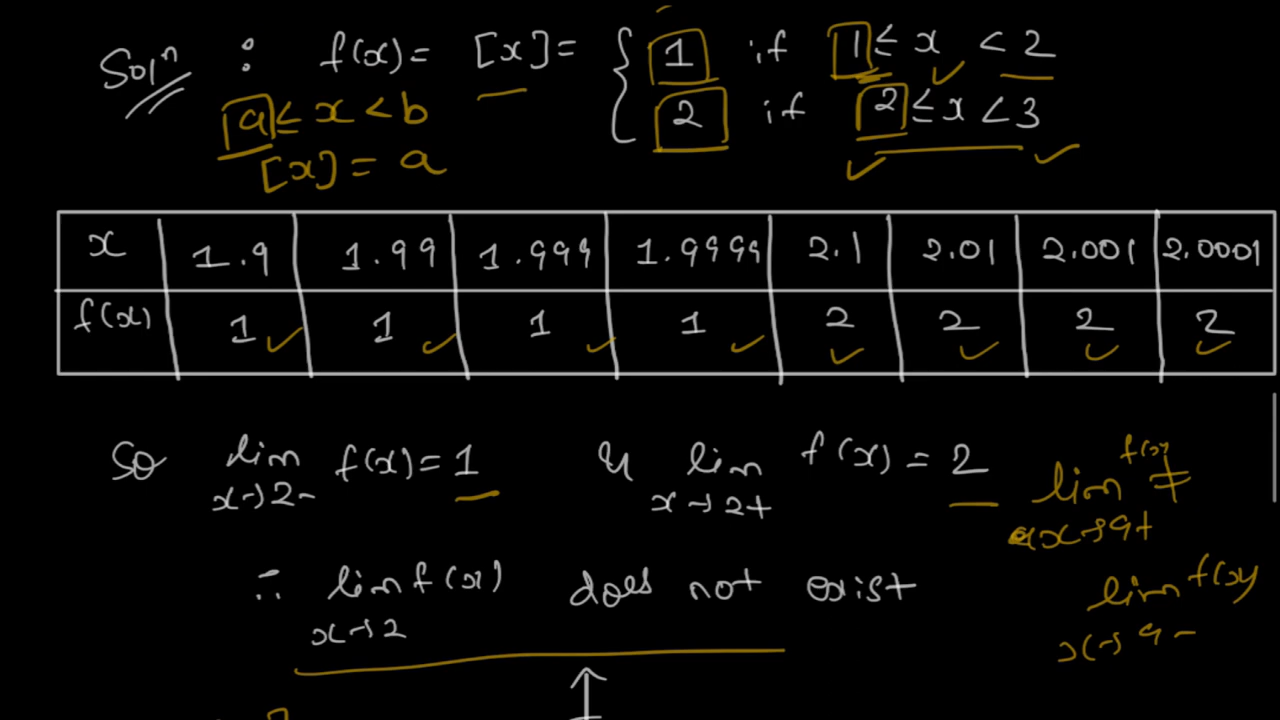 Solⁿ : f(x) = [x] = { 1 if 1 ≤ x < 2
2 if 2 ≤ x < 3
a ≤ x < b
[x] = a
x 1.9 1.99 1.999 1.9999 2.1 2.01 2.001 2.0001
f(x) 1 1 1 1 2 2 2 2
So lim f(x) = 1 & lim f(x) = 2
x→2- x→2+
lim f(x) ≠
x→a+
∴ lim f(x) does not exist
x→2
lim f(x)
x→a-